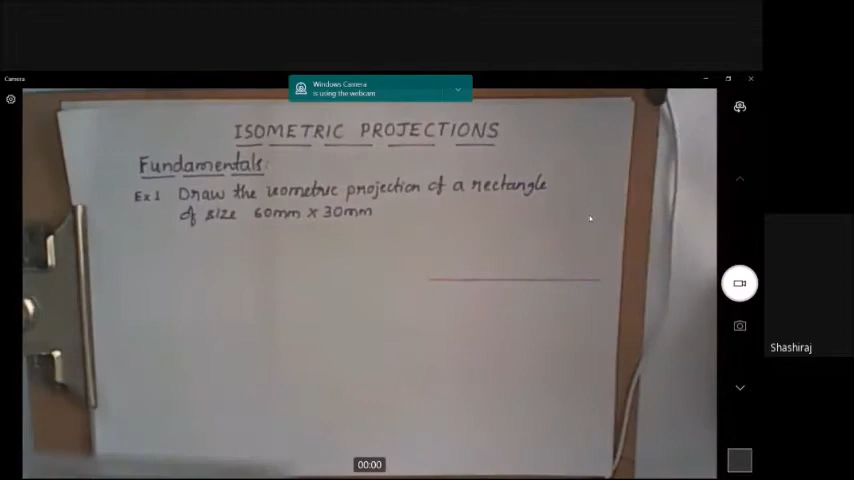 Camera
Windows Camera
is using the webcam
ISOMETRIC PROJECTIONS
Fundamentals:
Ex 1 Draw the isometric projection of a rectangle
of size 60mm x 30mm
Shashiraj
00:00